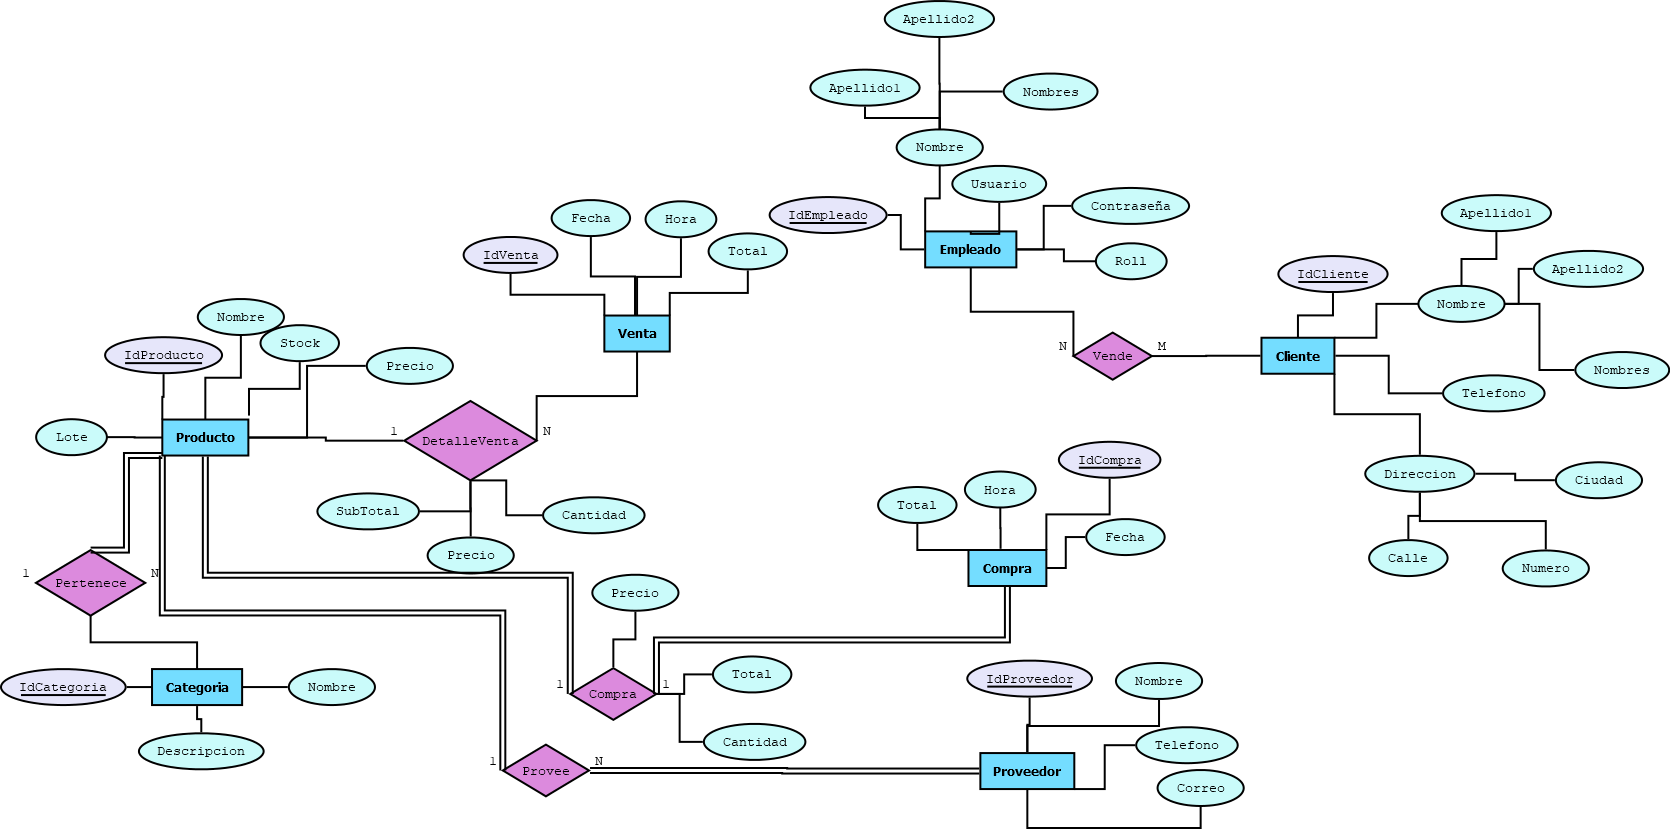 Apellido2
Apellido1
Nombres
Nombre
Usuario
IdEmpleado
Contraseña
Empleado
Roll
Fecha
Hora
IdVenta
Total
Venta
Apellido1
IdCliente
Apellido2
Nombre
N
M
Vende
Cliente
Nombres
Telefono
Nombre
Stock
IdProducto
Precio
Lote
Producto
1
DetalleVenta
N
SubTotal
Cantidad
Precio
Direccion
Ciudad
Calle
Numero
IdCompra
Hora
Total
Fecha
Compra
1
Pertenece
N
Precio
IdCategoria
Categoria
Nombre
Descripcion
1
Compra
1
Total
Cantidad
1
Provee
N
IdProveedor
Nombre
Telefono
Proveedor
Correo